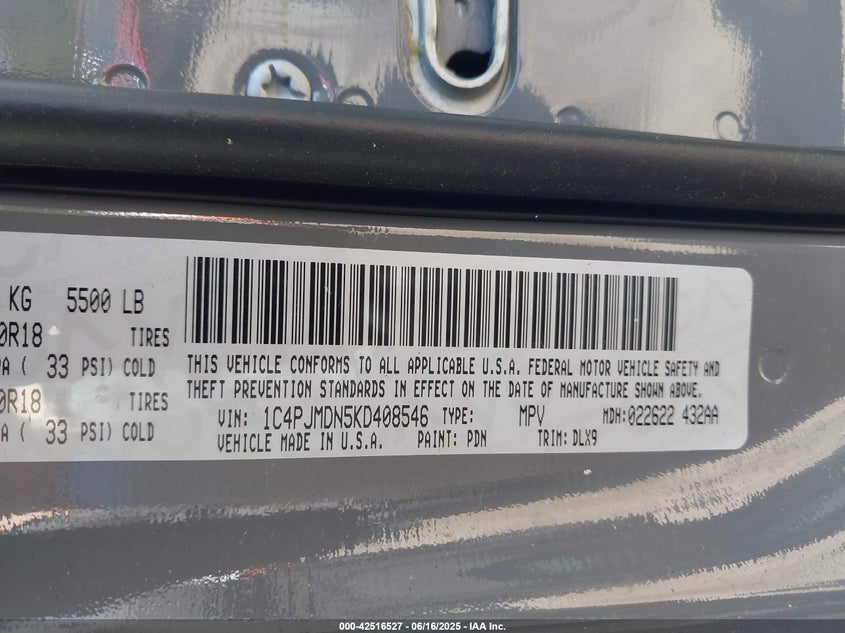 KG 5500 LB
0R18 TIRES
PA ( 33 PSI) COLD
0R18 TIRES
A ( 33 PSI) COLD
THIS VEHICLE CONFORMS TO ALL APPLICABLE U.S.A. FEDERAL MOTOR VEHICLE SAFETY AND
THEFT PREVENTION STANDARDS IN EFFECT ON THE DATE OF MANUFACTURE SHOWN ABOVE.
VIN: 1C4PJMDN5KD408546 TYPE: MPV MDH:022622 432AA
VEHICLE MADE IN U.S.A. PAINT: PDN TRIM: DLX9
000-42516527 - 06/16/2025 - IAA Inc.